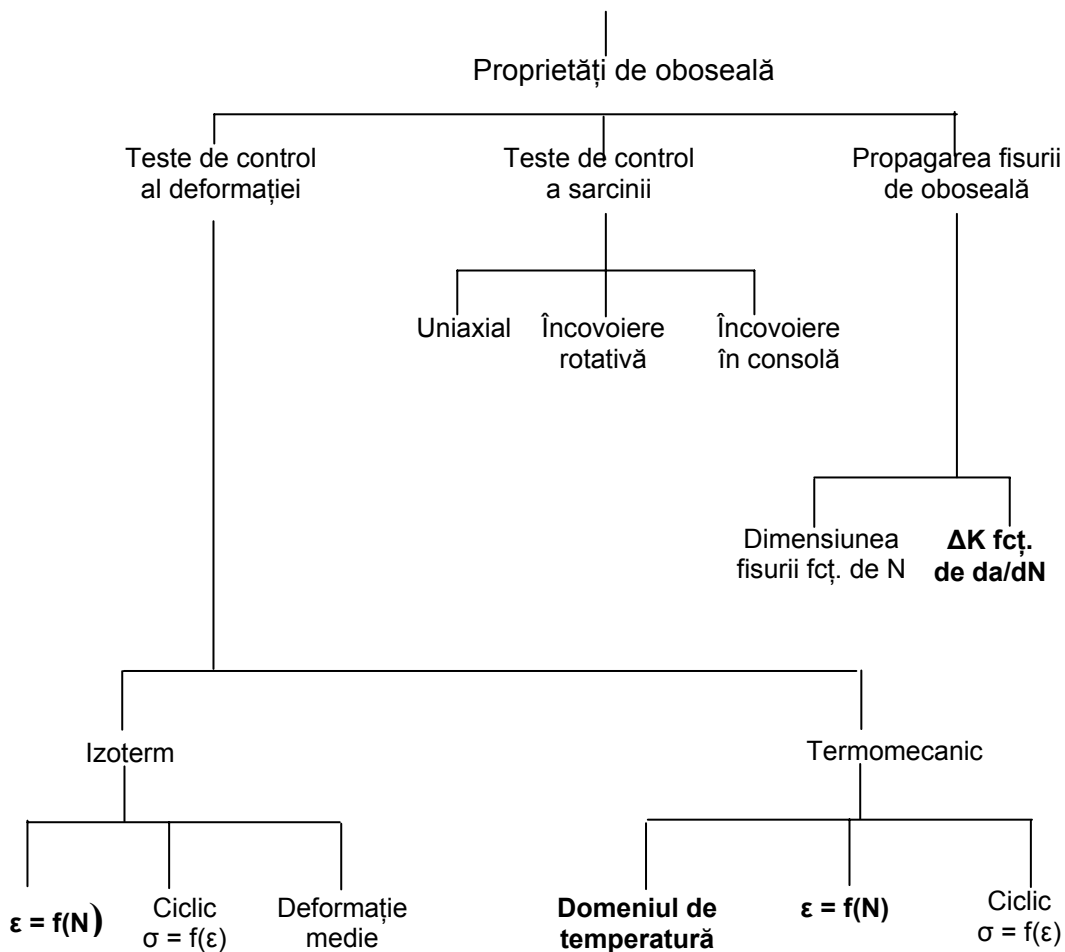 Proprietăți de oboseală
Teste de control
al deformației
Teste de control
a sarcinii
Propagarea fisurii
de oboseală
Uniaxial
Încovoiere
rotativă
Încovoiere
în consolă
Dimensiunea
fisurii fcț. de N
ΔK fcț.
de da/dN
Izoterm
Termomecanic
ε = f(N)
Ciclic
σ = f(ε)
Deformație
medie
Domeniul de
temperatură
ε = f(N)
Ciclic
σ = f(ε)